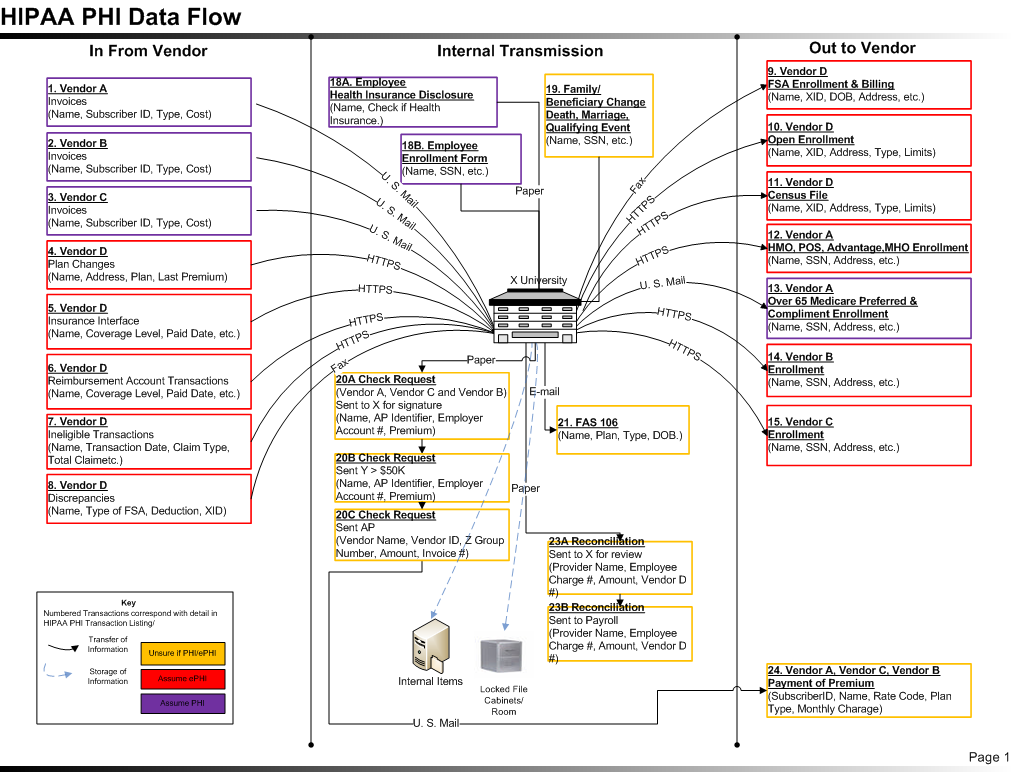 HIPAA PHI Data Flow
In From Vendor
Internal Transmission
Out to Vendor
1. Vendor A
Invoices
(Name, Subscriber ID, Type, Cost)
2. Vendor B
Invoices
(Name, Subscriber ID, Type, Cost)
3. Vendor C
Invoices
(Name, Subscriber ID, Type, Cost)
4. Vendor D
Plan Changes
(Name, Address, Plan, Last Premium)
5. Vendor D
Insurance Interface
(Name, Coverage Level, Paid Date, etc.)
6. Vendor D
Reimbursement Account Transactions
(Name, Coverage Level, Paid Date, etc.)
7. Vendor D
Ineligible Transactions
(Name, Transaction Date, Claim Type,
Total Claimetc.)
8. Vendor D
Discrepancies
(Name, Type of FSA, Deduction, XID)
U. S. Mail
U. S. Mail
U. S. Mail
HTTPS
HTTPS
HTTPS
HTTPS
Fax
18A. Employee
Health Insurance Disclosure
(Name, Check if Health
Insurance.)
18B. Employee
Enrollment Form
(Name, SSN, etc.)
19. Family/
Beneficiary Change
Death, Marriage,
Qualifying Event
(Name, SSN, etc.)
Paper
X University
Paper
E-mail
20A Check Request
(Vendor A, Vendor C and Vendor B)
Sent to X for signature
(Name, AP Identifier, Employer
Account #, Premium)
20B Check Request
Sent Y > $50K
(Name, AP Identifier, Employer
Account #, Premium)
20C Check Request
Sent AP
(Vendor Name, Vendor ID, Z Group
Number, Amount, Invoice #)
21. FAS 106
(Name, Plan, Type, DOB.)
Paper
23A Reconciliation
Sent to X for review
(Provider Name, Employee
Charge #, Amount, Vendor D
#)
23B Reconciliation
Sent to Payroll
(Provider Name, Employee
Charge #, Amount, Vendor D
#)
Internal Items
Locked File
Cabinets/
Room
U. S. Mail
Fax
HTTPS
HTTPS
HTTPS
U. S. Mail
HTTPS
HTTPS
9. Vendor D
FSA Enrollment & Billing
(Name, XID, DOB, Address, etc.)
10. Vendor D
Open Enrollment
(Name, XID, Address, Type, Limits)
11. Vendor D
Census File
(Name, XID, Address, Type, Limits)
12. Vendor A
HMO, POS, Advantage,MHO Enrollment
(Name, SSN, Address, etc.)
13. Vendor A
Over 65 Medicare Preferred &
Compliment Enrollment
(Name, SSN, Address, etc.)
14. Vendor B
Enrollment
(Name, SSN, Address, etc.)
15. Vendor C
Enrollment
(Name, SSN, Address, etc.)
24. Vendor A, Vendor C, Vendor B
Payment of Premium
(SubscriberID, Name, Rate Code, Plan
Type, Monthly Charage)
Key
Numbered Transactions correspond with detail in
HIPAA PHI Transaction Listing/
Transfer of
Information
Storage of
Information
Unsure if PHI/ePHI
Assume ePHI
Assume PHI
Page 1